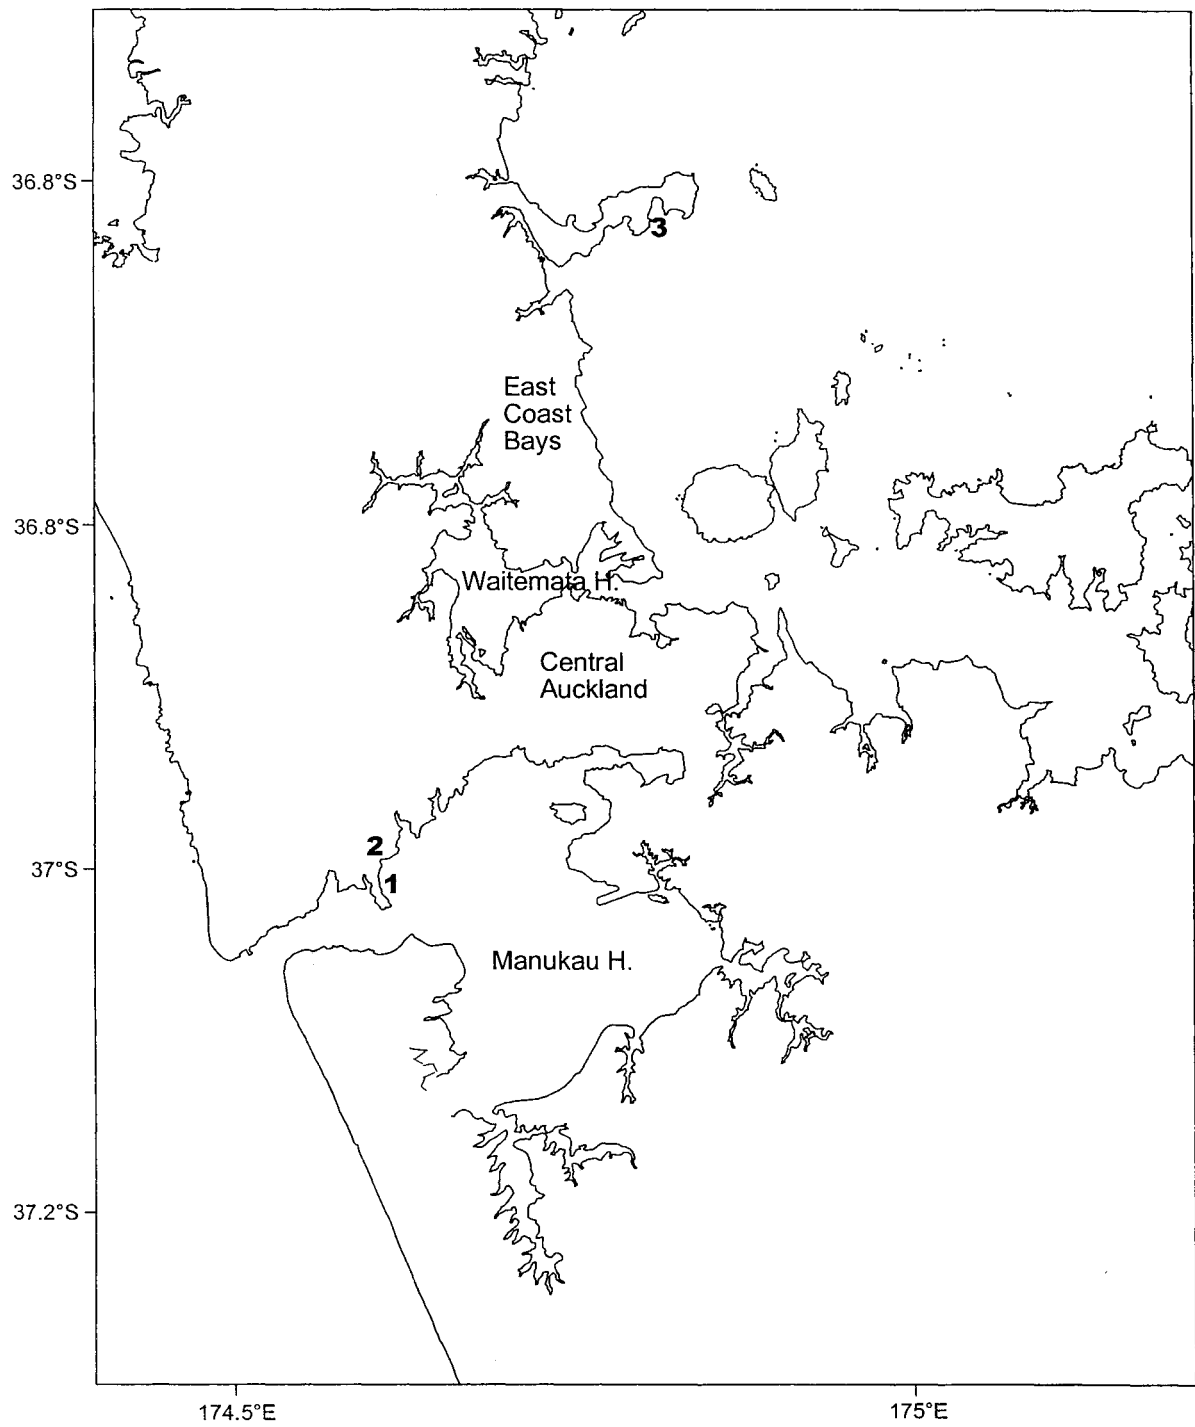 36.8°S
3
East
Coast
Bays
36.8°S
Waitemata H.
Central
Auckland
2
37°S
1
Manukau H.
37.2°S
174.5°E
175°E